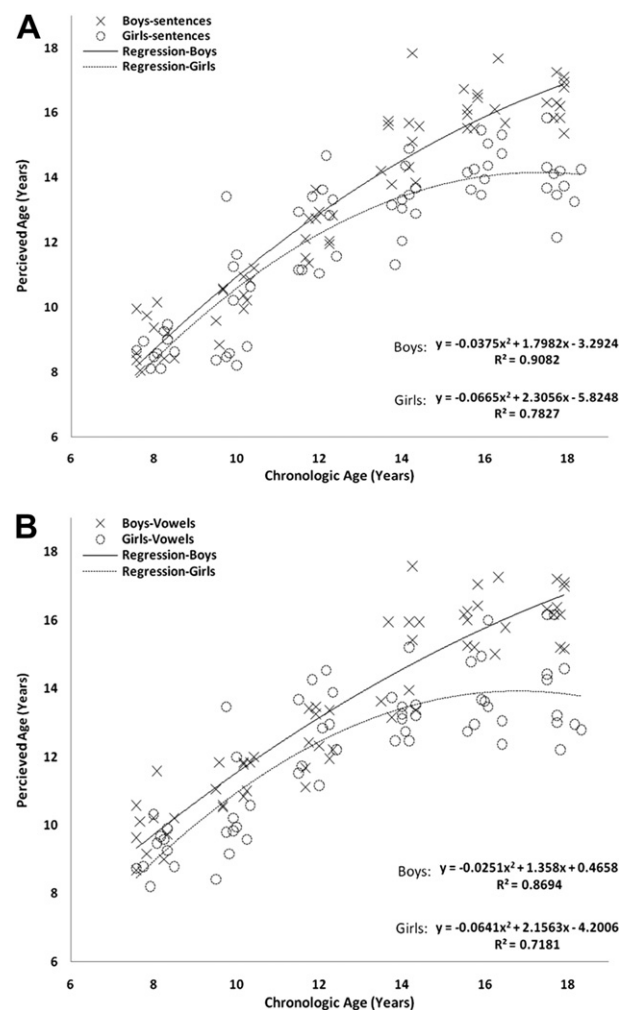 A
Boys-sentences
Girls-sentences
Regression-Boys
Regression-Girls
18
16
14
12
10
8
6
Percieved Age (Years)
Boys: y = -0.0375x² + 1.7982x - 3.2924
R² = 0.9082
Girls: y = -0.0665x² + 2.3056x - 5.8248
R² = 0.7827
6 8 10 12 14 16 18
Chronologic Age (Years)
B
Boys-Vowels
Girls-Vowels
Regression-Boys
Regression-Girls
18
16
14
12
10
8
6
Percieved Age (Years)
Boys: y = -0.0251x² + 1.358x + 0.4658
R² = 0.8694
Girls: y = -0.0641x² + 2.1563x - 4.2006
R² = 0.7181
6 8 10 12 14 16 18
Chronologic Age (Years)